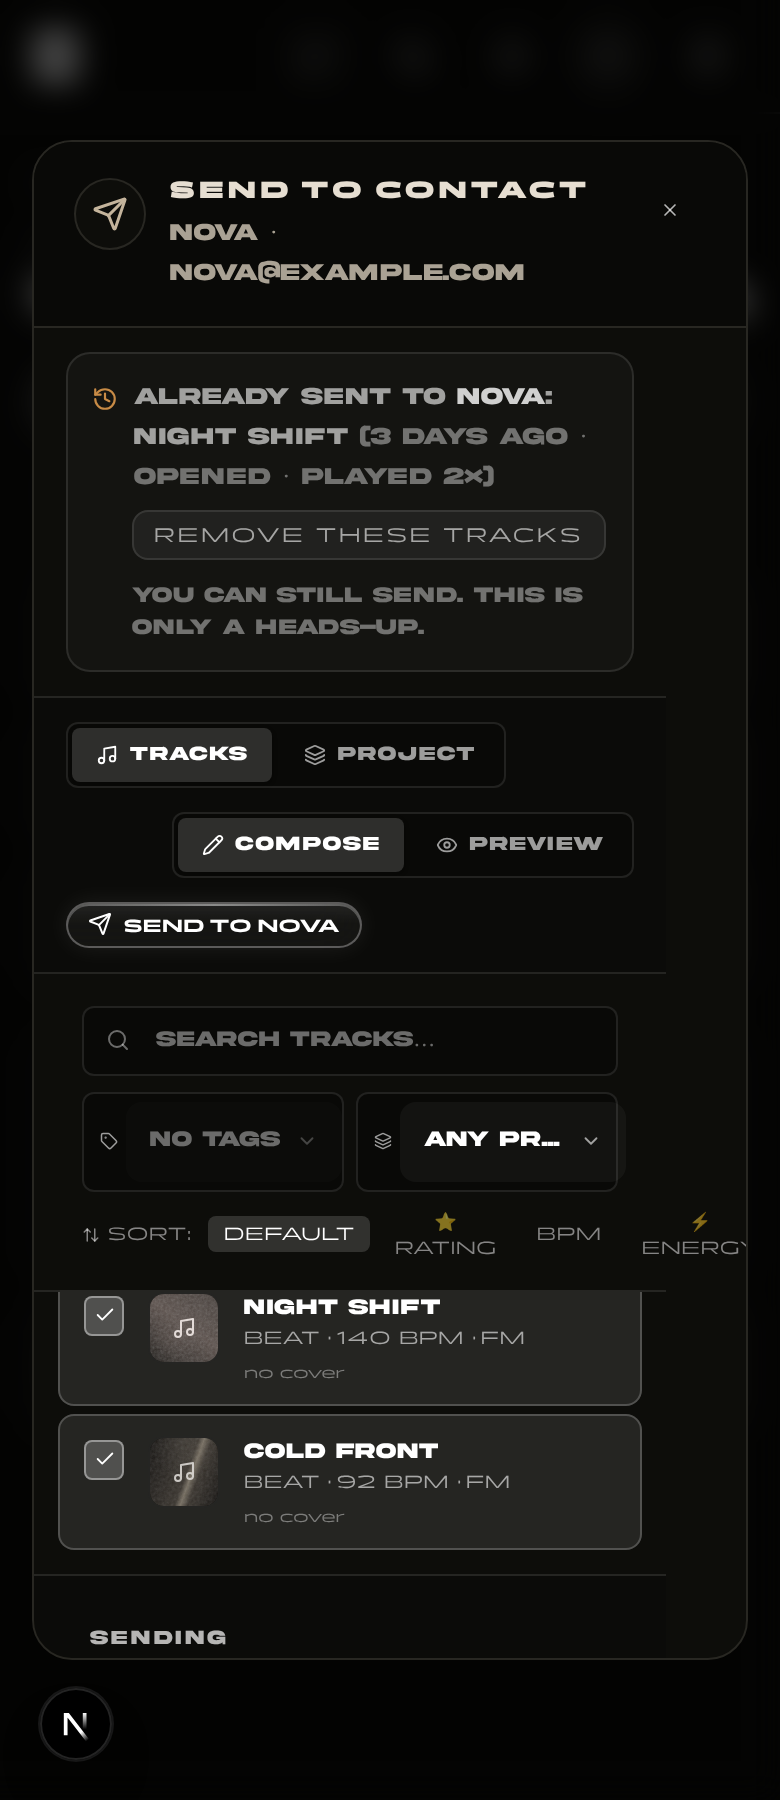 SEND TO CONTACT
NOVA ·
NOVA@EXAMPLE.COM
ALREADY SENT TO NOVA:
NIGHT SHIFT (3 DAYS AGO ·
OPENED · PLAYED 2×)
REMOVE THESE TRACKS
YOU CAN STILL SEND. THIS IS
ONLY A HEADS-UP.
TRACKS PROJECT
COMPOSE PREVIEW
SEND TO NOVA
SEARCH TRACKS...
NO TAGS ANY PR...
SORT: DEFAULT RATING BPM ENERGY
NIGHT SHIFT
BEAT · 140 BPM · FM
no cover
COLD FRONT
BEAT · 92 BPM · FM
no cover
SENDING
N